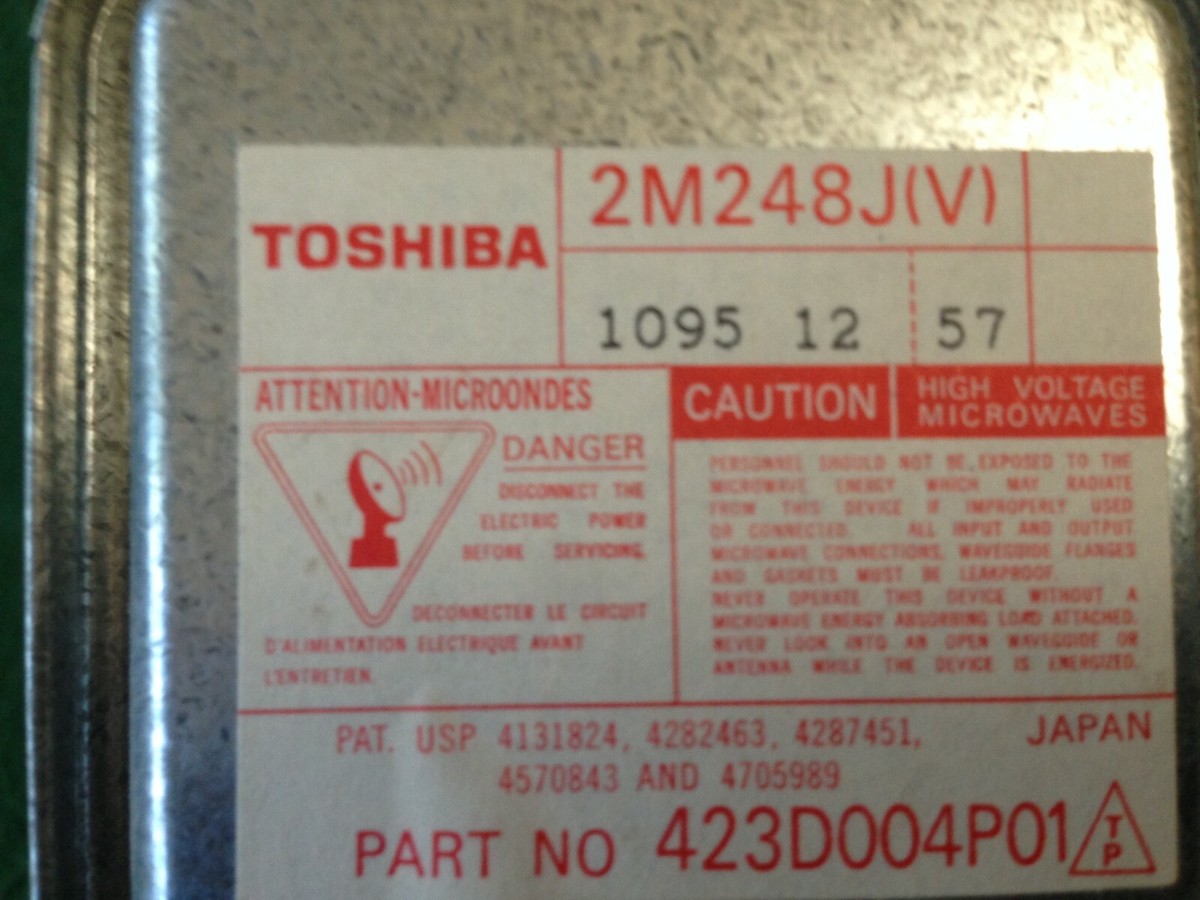 TOSHIBA
2M248J(V)
1095 12 57
ATTENTION-MICROONDES
DANGER
DISCONNECT THE
ELECTRIC POWER
BEFORE SERVICING.
DECONNECTER LE CIRCUIT
D'ALIMENTATION ELECTRIQUE AVANT
L'ENTRETIEN.
CAUTION
HIGH VOLTAGE
MICROWAVES
PERSONNEL SHOULD NOT BE EXPOSED TO THE
MICROWAVE ENERGY WHICH MAY RADIATE
FROM THIS DEVICE IF IMPROPERLY USED
OR CONNECTED. ALL INPUT AND OUTPUT
MICROWAVE CONNECTIONS, WAVEGUIDE FLANGES
AND GASKETS MUST BE LEAKPROOF.
NEVER OPERATE THIS DEVICE WITHOUT A
MICROWAVE ENERGY ABSORBING LOAD ATTACHED.
NEVER LOOK INTO AN OPEN WAVEGUIDE OR
ANTENNA WHILE THE DEVICE IS ENERGIZED.
PAT. USP 4131824, 4282463, 4287451,
4570843 AND 4705989
JAPAN
PART NO 423D004P01
T
P